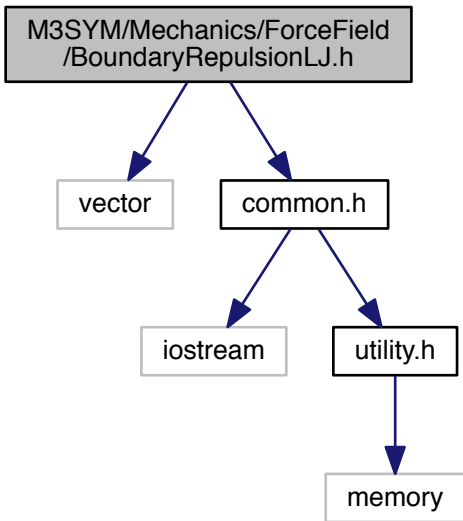 M3SYM/Mechanics/ForceField
/BoundaryRepulsionLJ.h
vector
common.h
iostream
utility.h
memory